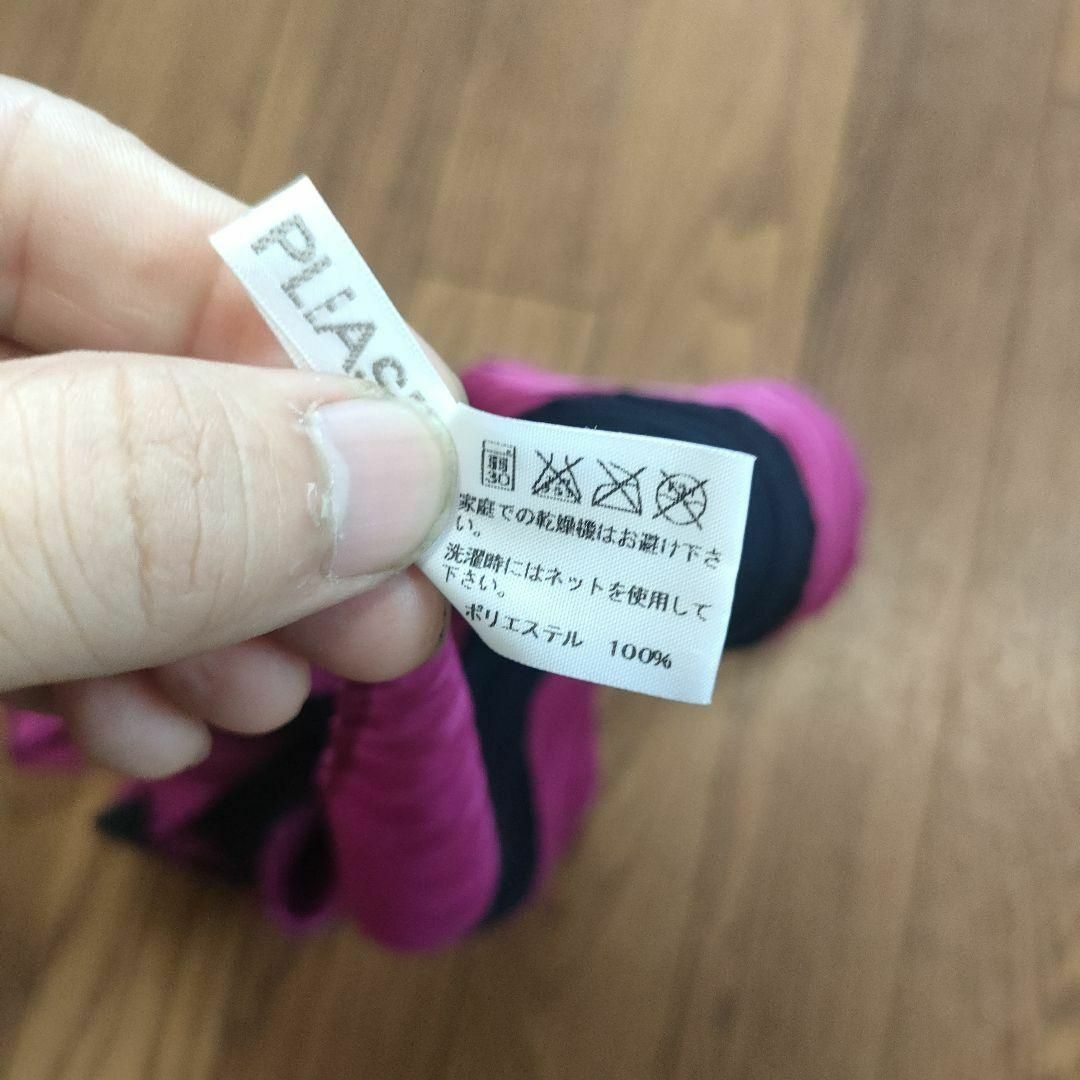 PLEAS
弱
30
家庭での乾燥機はお避け下さ
い。
洗濯時にはネットを使用して
下さい。
ポリエステル 100%